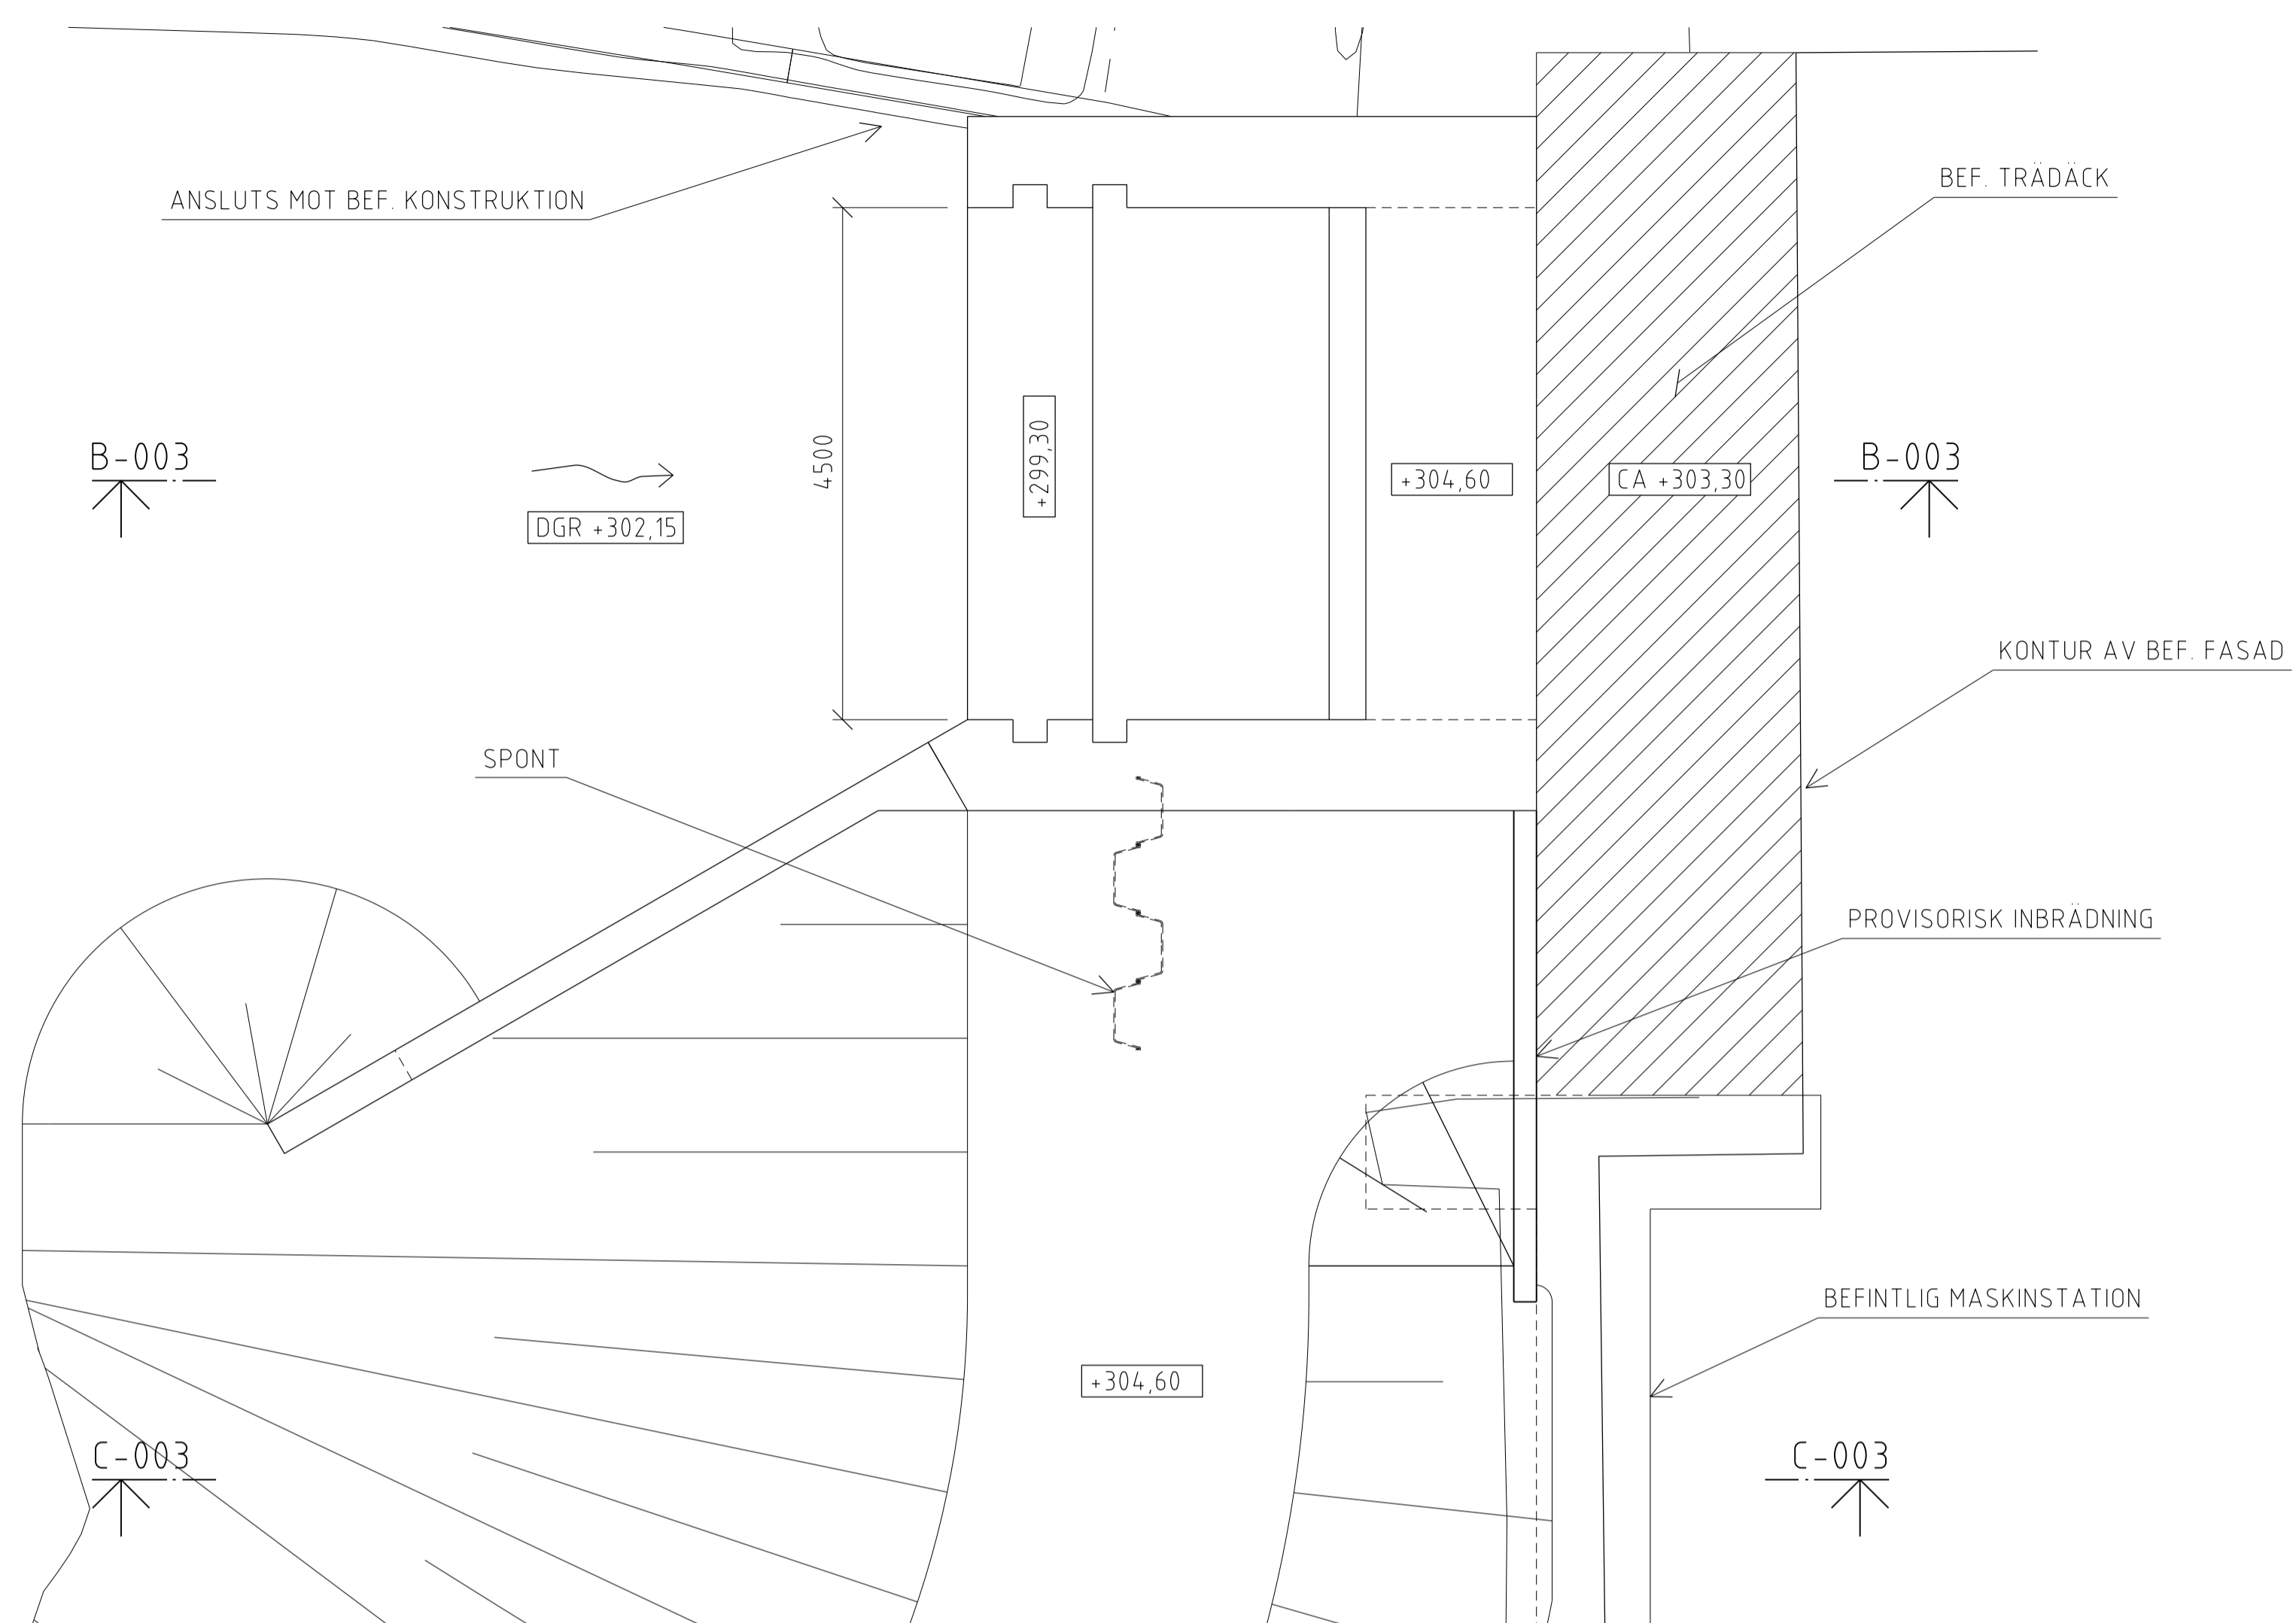 BEF. TRÄDÄCK
ANSLUTS MOT BEF. KONSTRUKTION
B-003
4500
+299,30
+304,60
CA +303,30
B-003
DGR +302,15
KONTUR AV BEF. FASAD
SPONT
PROVISORISK INBRÄDNING
BEFINTLIG MASKINSTATION
+304,60
C-003
C-003